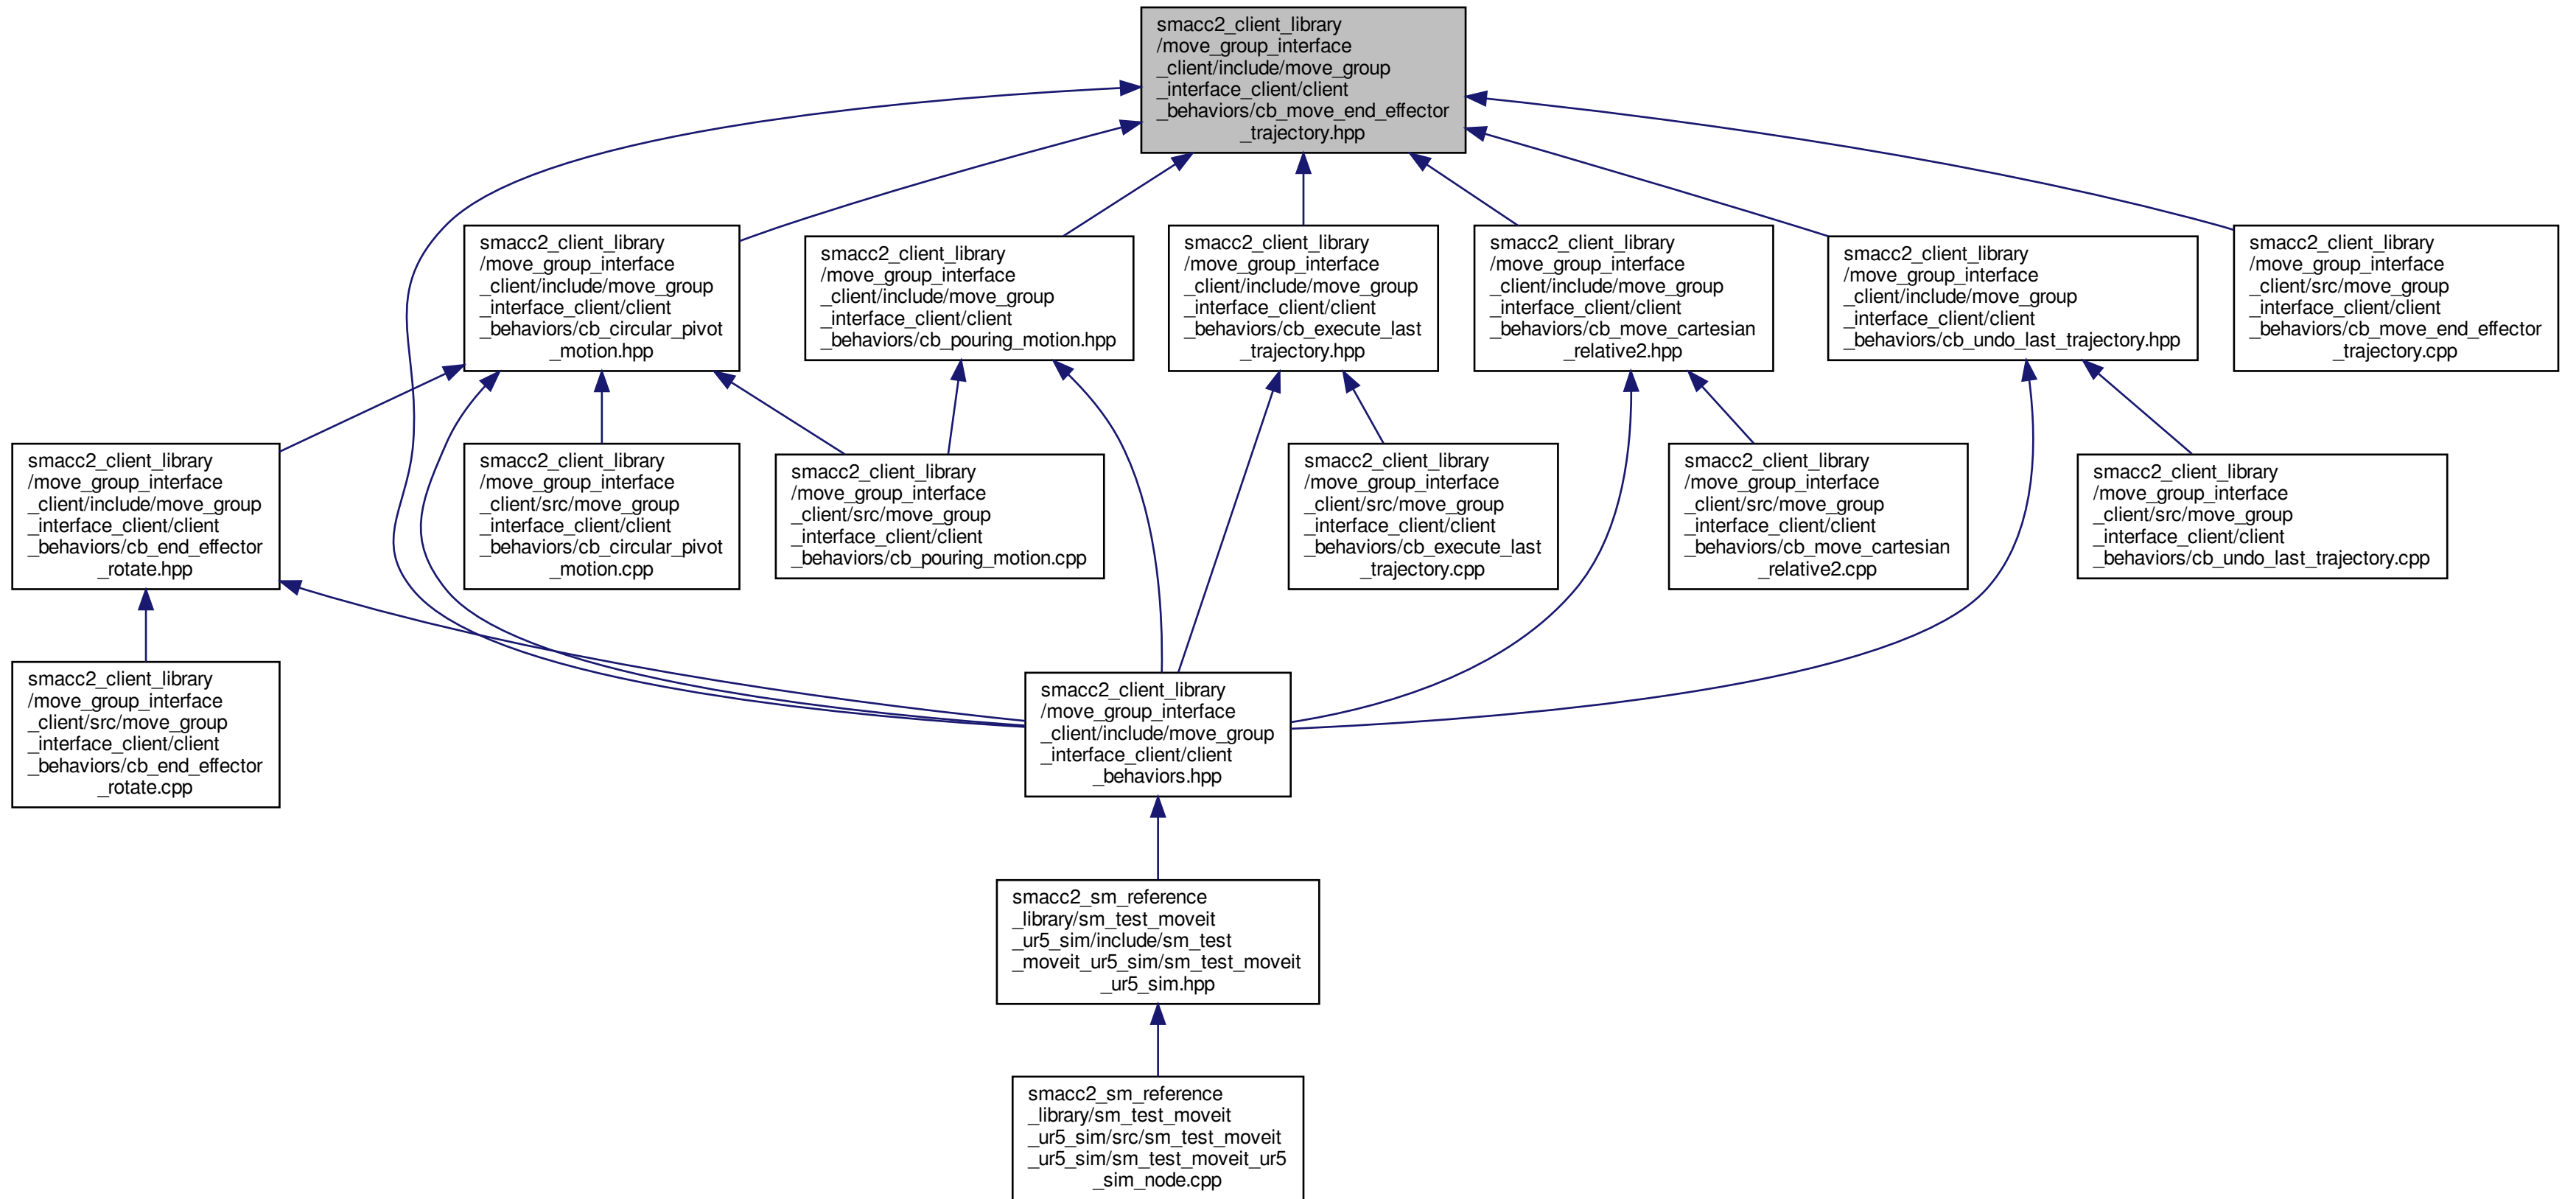 smacc2_client_library
/move_group_interface
_client/include/move_group
_interface_client/client
_behaviors/cb_move_end_effector
_trajectory.hpp
smacc2_client_library
/move_group_interface
_client/include/move_group
_interface_client/client
_behaviors/cb_circular_pivot
_motion.hpp
smacc2_client_library
/move_group_interface
_client/include/move_group
_interface_client/client
_behaviors/cb_pouring_motion.hpp
smacc2_client_library
/move_group_interface
_client/include/move_group
_interface_client/client
_behaviors/cb_execute_last
_trajectory.hpp
smacc2_client_library
/move_group_interface
_client/include/move_group
_interface_client/client
_behaviors/cb_move_cartesian
_relative2.hpp
smacc2_client_library
/move_group_interface
_client/include/move_group
_interface_client/client
_behaviors/cb_undo_last_trajectory.hpp
smacc2_client_library
/move_group_interface
_client/src/move_group
_interface_client/client
_behaviors/cb_move_end_effector
_trajectory.cpp
smacc2_client_library
/move_group_interface
_client/include/move_group
_interface_client/client
_behaviors/cb_end_effector
_rotate.hpp
smacc2_client_library
/move_group_interface
_client/src/move_group
_interface_client/client
_behaviors/cb_circular_pivot
_motion.cpp
smacc2_client_library
/move_group_interface
_client/src/move_group
_interface_client/client
_behaviors/cb_pouring_motion.cpp
smacc2_client_library
/move_group_interface
_client/src/move_group
_interface_client/client
_behaviors/cb_execute_last
_trajectory.cpp
smacc2_client_library
/move_group_interface
_client/src/move_group
_interface_client/client
_behaviors/cb_move_cartesian
_relative2.cpp
smacc2_client_library
/move_group_interface
_client/src/move_group
_interface_client/client
_behaviors/cb_undo_last_trajectory.cpp
smacc2_client_library
/move_group_interface
_client/src/move_group
_interface_client/client
_behaviors/cb_end_effector
_rotate.cpp
smacc2_client_library
/move_group_interface
_client/include/move_group
_interface_client/client
_behaviors.hpp
smacc2_sm_reference
_library/sm_test_moveit
_ur5_sim/include/sm_test
_moveit_ur5_sim/sm_test_moveit
_ur5_sim.hpp
smacc2_sm_reference
_library/sm_test_moveit
_ur5_sim/src/sm_test_moveit
_ur5_sim/sm_test_moveit_ur5
_sim_node.cpp